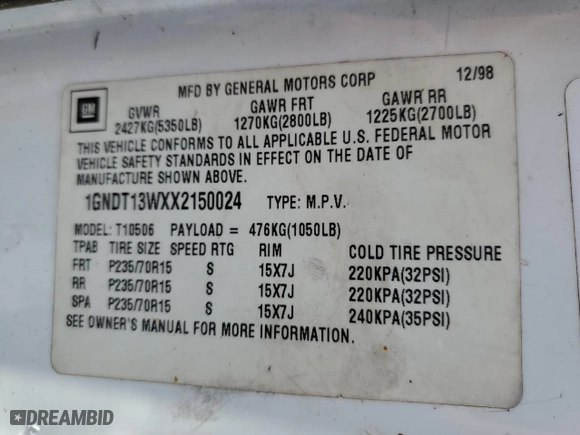 MFD BY GENERAL MOTORS CORP 12/98
GM
GVWR GAWR FRT GAWR RR
2427KG(5350LB) 1270KG(2800LB) 1225KG(2700LB)
THIS VEHICLE CONFORMS TO ALL APPLICABLE U.S. FEDERAL MOTOR
VEHICLE SAFETY STANDARDS IN EFFECT ON THE DATE OF
MANUFACTURE SHOWN ABOVE.
1GNDT13WXX2150024 TYPE: M.P.V.
MODEL: T10506 PAYLOAD = 476KG(1050LB)
TPAB TIRE SIZE SPEED RTG RIM COLD TIRE PRESSURE
FRT P235/70R15 S 15X7J 220KPA(32PSI)
RR P235/70R15 S 15X7J 220KPA(32PSI)
SPA P235/70R15 S 15X7J 240KPA(35PSI)
SEE OWNER'S MANUAL FOR MORE INFORMATION.
DREAMBID